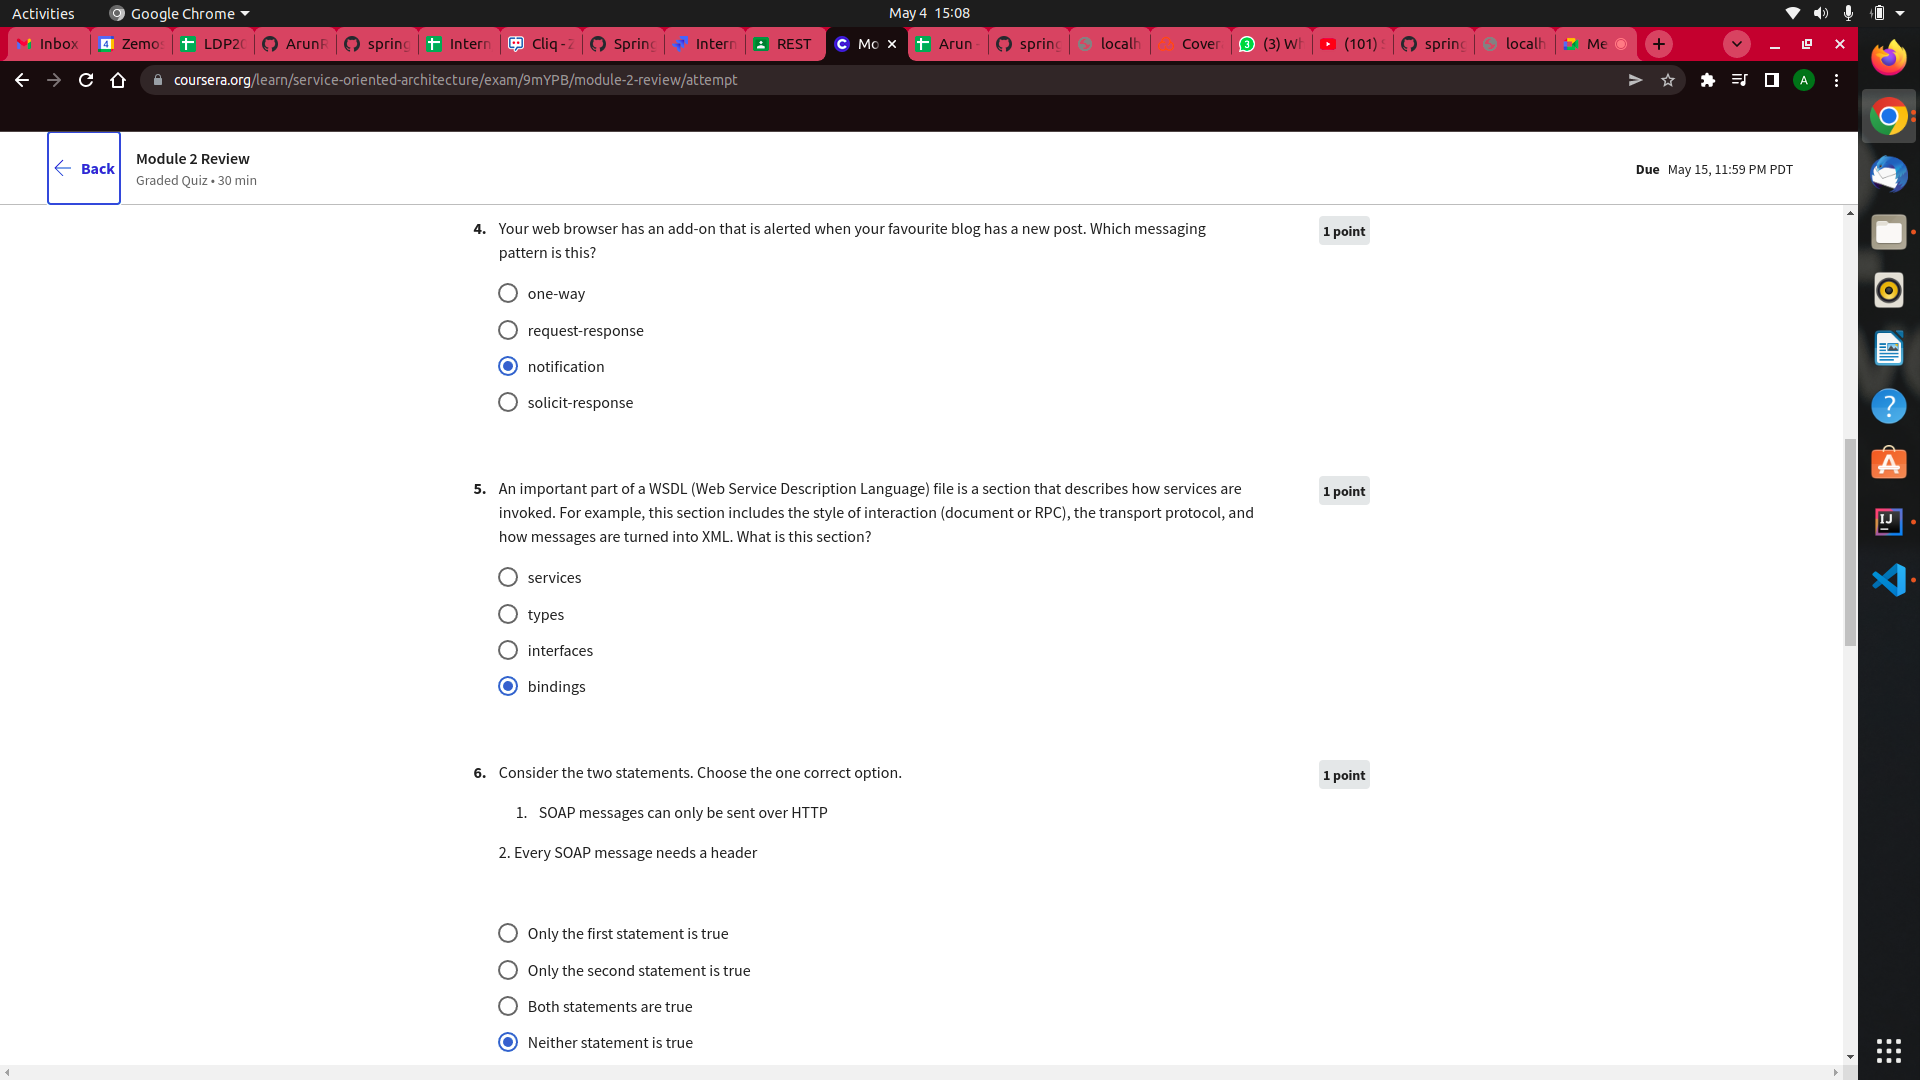 Activities
Google Chrome
May 4 15:08
Inbox
Zemos
LDP20
ArunR
spring
Intern
Cliq - Z
Spring
Intern
REST
Mo
Arun -
spring
localh
Cover
(3) Wh
(101)
spring
localh
Me
coursera.org/learn/service-oriented-architecture/exam/9mYPB/module-2-review/attempt
A
Back
Module 2 Review
Graded Quiz • 30 min
Due May 15, 11:59 PM PDT
4. Your web browser has an add-on that is alerted when your favourite blog has a new post. Which messaging
pattern is this?
1 point
one-way
request-response
notification
solicit-response
5. An important part of a WSDL (Web Service Description Language) file is a section that describes how services are
invoked. For example, this section includes the style of interaction (document or RPC), the transport protocol, and
how messages are turned into XML. What is this section?
1 point
services
types
interfaces
bindings
6. Consider the two statements. Choose the one correct option.
1 point
1. SOAP messages can only be sent over HTTP
2. Every SOAP message needs a header
Only the first statement is true
Only the second statement is true
Both statements are true
Neither statement is true